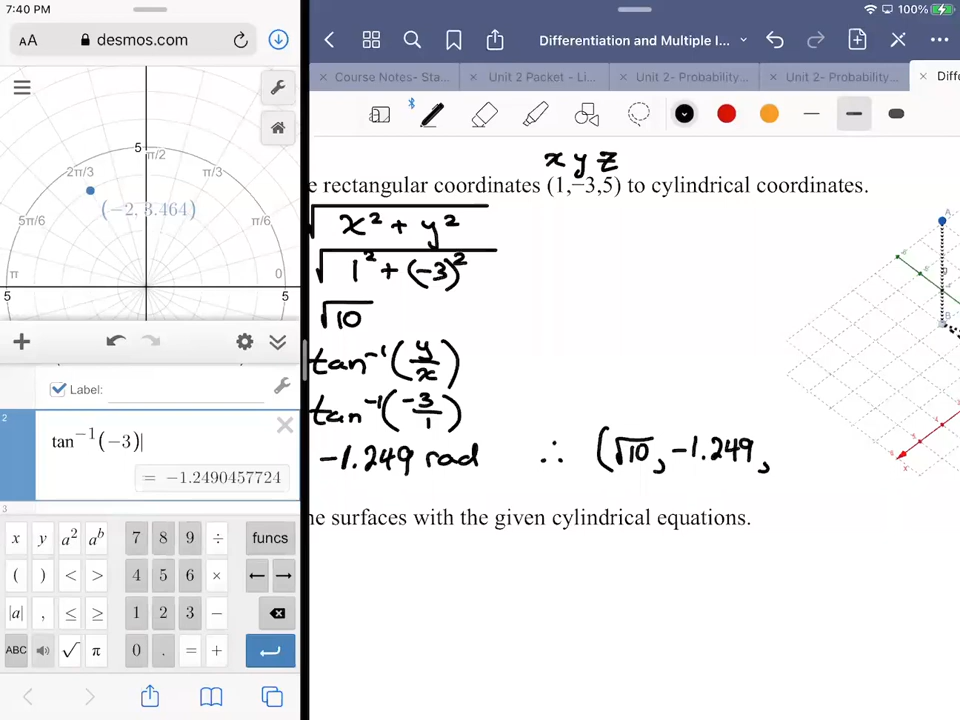 7:40 PM
100%
AA desmos.com
Differentiation and Multiple I...
Course Notes- Sta...
Unit 2 Packet - Li...
Unit 2- Probability...
Unit 2- Probability...
Diffe
5
π/2
2π/3
π/3
(−2, 3.464)
5π/6
π/6
π
0
5
5
Label:
2
tan⁻¹(−3)
= −1.2490457724
3
x y a² aᵇ 7 8 9 ÷ funcs
( ) < > 4 5 6 × ← →
|a| , ≤ ≥ 1 2 3 −
ABC √ π 0 . = +
x y z
e rectangular coordinates (1,−3,5) to cylindrical coordinates.
√x² + y²
√1² + (−3)²
√10
tan⁻¹(y/x)
tan⁻¹(−3/1)
−1.249 rad ∴ (√10, −1.249,
he surfaces with the given cylindrical equations.
A
B
x